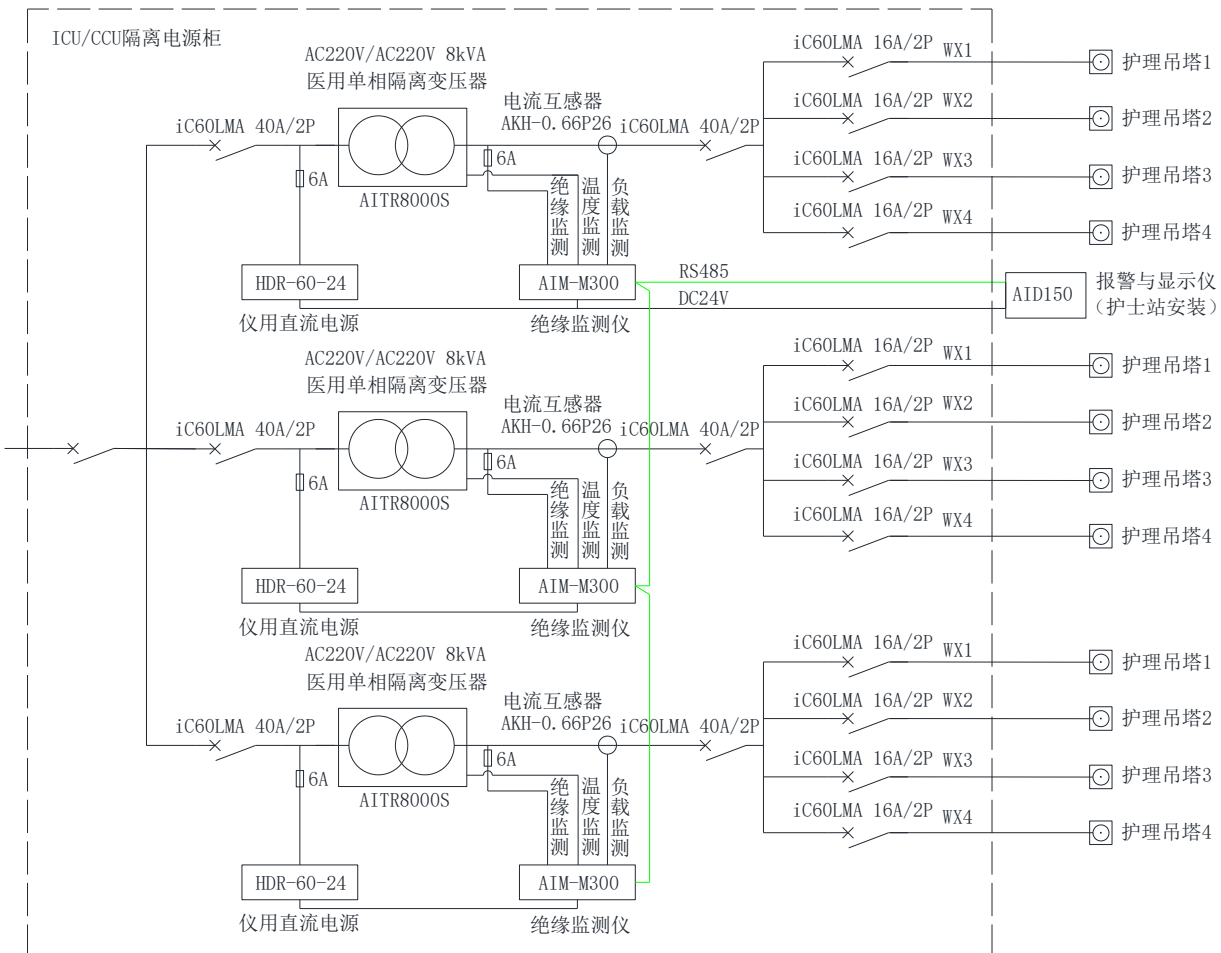 ICU/CCU隔离电源柜
AC220V/AC220V 8kVA
医用单相隔离变压器
电流互感器
AKH-0.66P26
iC60LMA 40A/2P
iC60LMA 40A/2P
6A
6A
AITR8000S
绝缘监测
温度监测
负载监测
HDR-60-24
仪用直流电源
AIM-M300
绝缘监测仪
iC60LMA 16A/2P WX1
护理吊塔1
iC60LMA 16A/2P WX2
护理吊塔2
iC60LMA 16A/2P WX3
护理吊塔3
iC60LMA 16A/2P WX4
护理吊塔4
RS485
DC24V
AID150
报警与显示仪
（护士站安装）
AC220V/AC220V 8kVA
医用单相隔离变压器
电流互感器
AKH-0.66P26
iC60LMA 40A/2P
iC60LMA 40A/2P
6A
6A
AITR8000S
绝缘监测
温度监测
负载监测
HDR-60-24
仪用直流电源
AIM-M300
绝缘监测仪
iC60LMA 16A/2P WX1
护理吊塔1
iC60LMA 16A/2P WX2
护理吊塔2
iC60LMA 16A/2P WX3
护理吊塔3
iC60LMA 16A/2P WX4
护理吊塔4
AC220V/AC220V 8kVA
医用单相隔离变压器
电流互感器
AKH-0.66P26
iC60LMA 40A/2P
iC60LMA 40A/2P
6A
6A
AITR8000S
绝缘监测
温度监测
负载监测
HDR-60-24
仪用直流电源
AIM-M300
绝缘监测仪
iC60LMA 16A/2P WX1
护理吊塔1
iC60LMA 16A/2P WX2
护理吊塔2
iC60LMA 16A/2P WX3
护理吊塔3
iC60LMA 16A/2P WX4
护理吊塔4